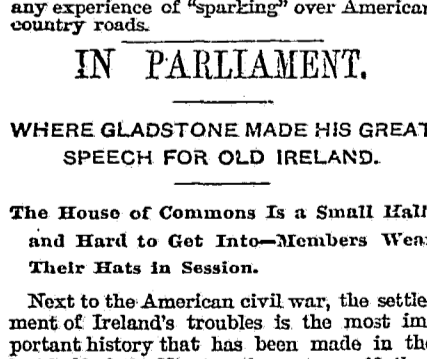 any experience of "sparking" over American
country roads.
IN PARLIAMENT.
WHERE GLADSTONE MADE HIS GREAT
SPEECH FOR OLD IRELAND.
The House of Commons Is a Small Hall
and Hard to Get Into—Members Wear
Their Hats in Session.
Next to the American civil war, the settle
ment of Ireland's troubles is the most im
portant history that has been made in the